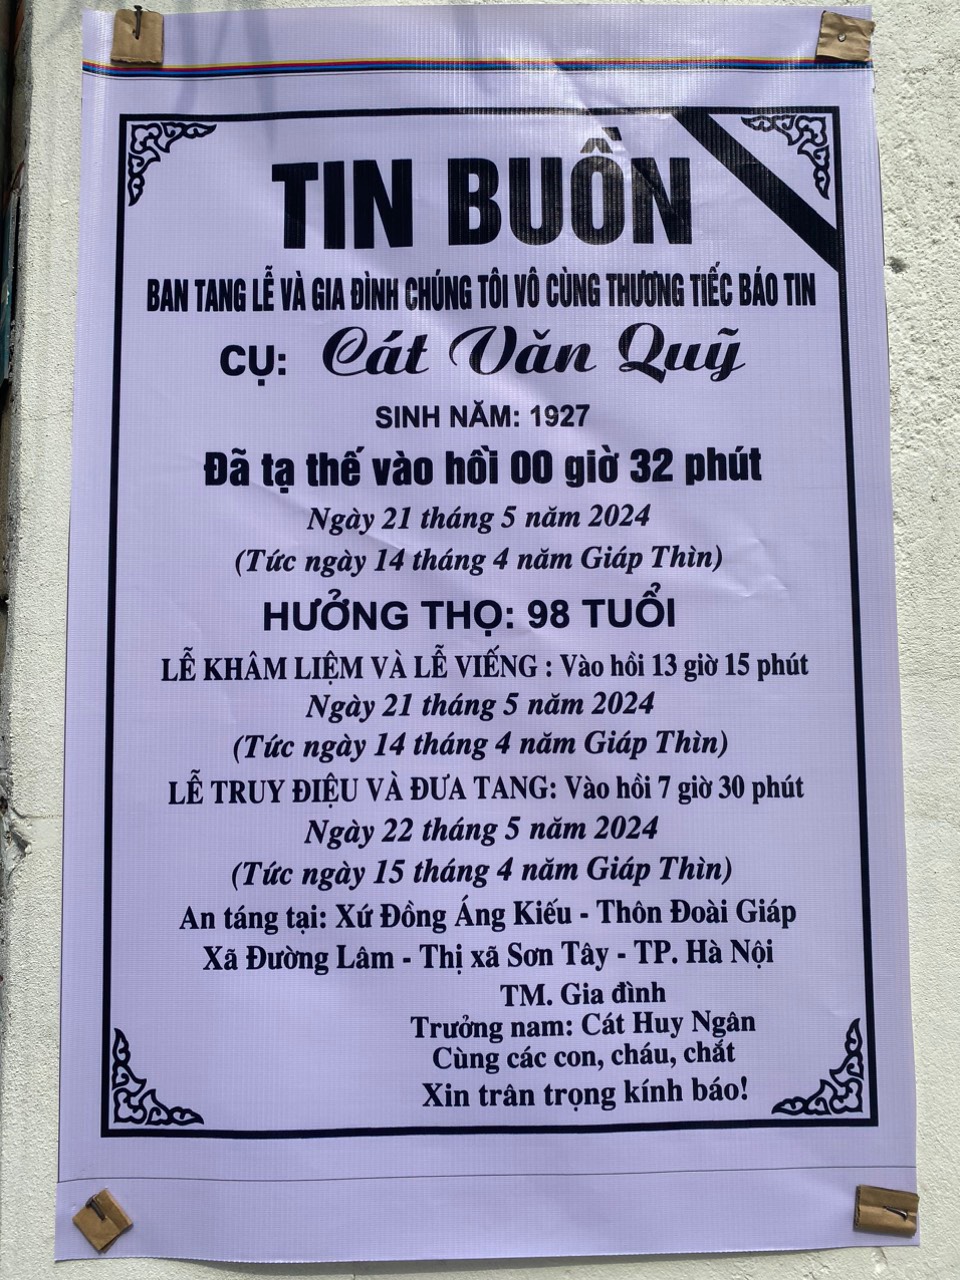 TIN BUỒN
BAN TANG LỄ VÀ GIA ĐÌNH CHÚNG TÔI VÔ CÙNG THƯƠNG TIẾC BÁO TIN
CỤ: Cát Văn Quỹ
SINH NĂM: 1927
Đã tạ thế vào hồi 00 giờ 32 phút
Ngày 21 tháng 5 năm 2024
(Tức ngày 14 tháng 4 năm Giáp Thìn)
HƯỞNG THỌ: 98 TUỔI
LỄ KHÂM LIỆM VÀ LỄ VIẾNG : Vào hồi 13 giờ 15 phút
Ngày 21 tháng 5 năm 2024
(Tức ngày 14 tháng 4 năm Giáp Thìn)
LỄ TRUY ĐIỆU VÀ ĐƯA TANG: Vào hồi 7 giờ 30 phút
Ngày 22 tháng 5 năm 2024
(Tức ngày 15 tháng 4 năm Giáp Thìn)
An táng tại: Xứ Đồng Áng Kiếu - Thôn Đoài Giáp
Xã Đường Lâm - Thị xã Sơn Tây - TP. Hà Nội
TM. Gia đình
Trưởng nam: Cát Huy Ngân
Cùng các con, cháu, chắt
Xin trân trọng kính báo!